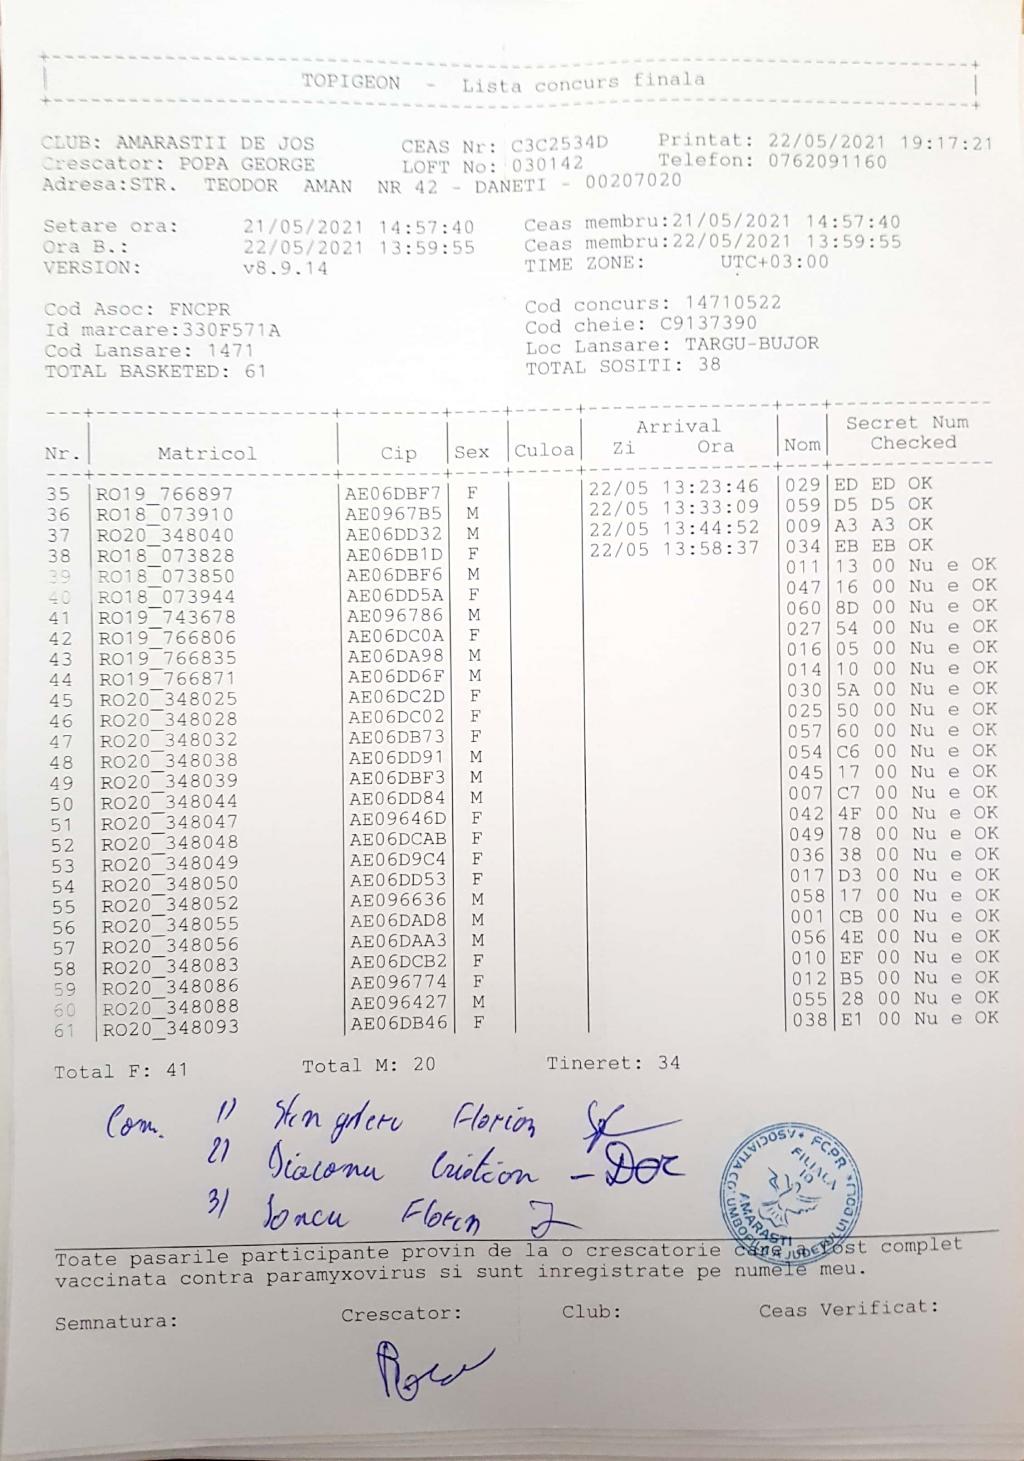 TOPIGEON - Lista concurs finala
CLUB: AMARASTII DE JOS CEAS Nr: C3C2534D Printat: 22/05/2021 19:17:21
Crescator: POPA GEORGE LOFT No: 030142 Telefon: 0762091160
Adresa:STR. TEODOR AMAN NR 42 - DANETI - 00207020
Setare ora: 21/05/2021 14:57:40 Ceas membru:21/05/2021 14:57:40
Ora B.: 22/05/2021 13:59:55 Ceas membru:22/05/2021 13:59:55
VERSION: v8.9.14 TIME ZONE: UTC+03:00
Cod Asoc: FNCPR Cod concurs: 14710522
Id marcare:330F571A Cod cheie: C9137390
Cod Lansare: 1471 Loc Lansare: TARGU-BUJOR
TOTAL BASKETED: 61 TOTAL SOSITI: 38
Arrival Secret Num
Nr. Matricol Cip Sex Culoa Zi Ora Nom Checked
35 RO19_766897 AE06DBF7 F 22/05 13:23:46 029 ED ED OK
36 RO18_073910 AE0967B5 M 22/05 13:33:09 059 D5 D5 OK
37 RO20_348040 AE06DD32 M 22/05 13:44:52 009 A3 A3 OK
38 RO18_073828 AE06DB1D F 22/05 13:58:37 034 EB EB OK
39 RO18_073850 AE06DBF6 M 011 13 00 Nu e OK
40 RO18_073944 AE06DD5A F 047 16 00 Nu e OK
41 RO19_743678 AE096786 M 060 8D 00 Nu e OK
42 RO19_766806 AE06DC0A F 027 54 00 Nu e OK
43 RO19_766835 AE06DA98 M 016 05 00 Nu e OK
44 RO19_766871 AE06DD6F M 014 10 00 Nu e OK
45 RO20_348025 AE06DC2D F 030 5A 00 Nu e OK
46 RO20_348028 AE06DC02 F 025 50 00 Nu e OK
47 RO20_348032 AE06DB73 F 057 60 00 Nu e OK
48 RO20_348038 AE06DD91 M 054 C6 00 Nu e OK
49 RO20_348039 AE06DBF3 M 045 17 00 Nu e OK
50 RO20_348044 AE06DD84 M 007 C7 00 Nu e OK
51 RO20_348047 AE09646D F 042 4F 00 Nu e OK
52 RO20_348048 AE06DCAB F 049 78 00 Nu e OK
53 RO20_348049 AE06D9C4 F 036 38 00 Nu e OK
54 RO20_348050 AE06DD53 F 017 D3 00 Nu e OK
55 RO20_348052 AE096636 M 058 17 00 Nu e OK
56 RO20_348055 AE06DAD8 M 001 CB 00 Nu e OK
57 RO20_348056 AE06DAA3 M 056 4E 00 Nu e OK
58 RO20_348083 AE06DCB2 F 010 EF 00 Nu e OK
59 RO20_348086 AE096774 F 012 B5 00 Nu e OK
60 RO20_348088 AE096427 M 055 28 00 Nu e OK
61 RO20_348093 AE06DB46 F 038 E1 00 Nu e OK
Total F: 41 Total M: 20 Tineret: 34
Com. 1) Florin
2) Diaconu Cristian
3) Ioncu Floren
FCPR
FILIALA
10
AMARASTI
Toate pasarile participante provin de la o crescatorie care a fost complet
vaccinata contra paramyxovirus si sunt inregistrate pe numele meu.
Semnatura: Crescator: Club: Ceas Verificat: